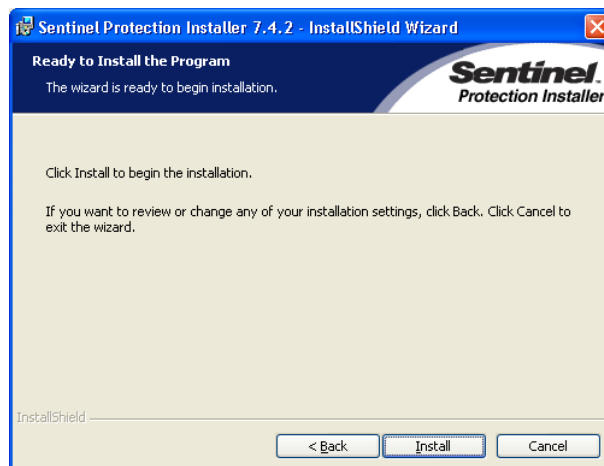 Sentinel Protection Installer 7.4.2 - InstallShield Wizard
Ready to Install the Program
The wizard is ready to begin installation.
Sentinel.
Protection Installer
Click Install to begin the installation.
If you want to review or change any of your installation settings, click Back. Click Cancel to
exit the wizard.
InstallShield
< Back
Install
Cancel